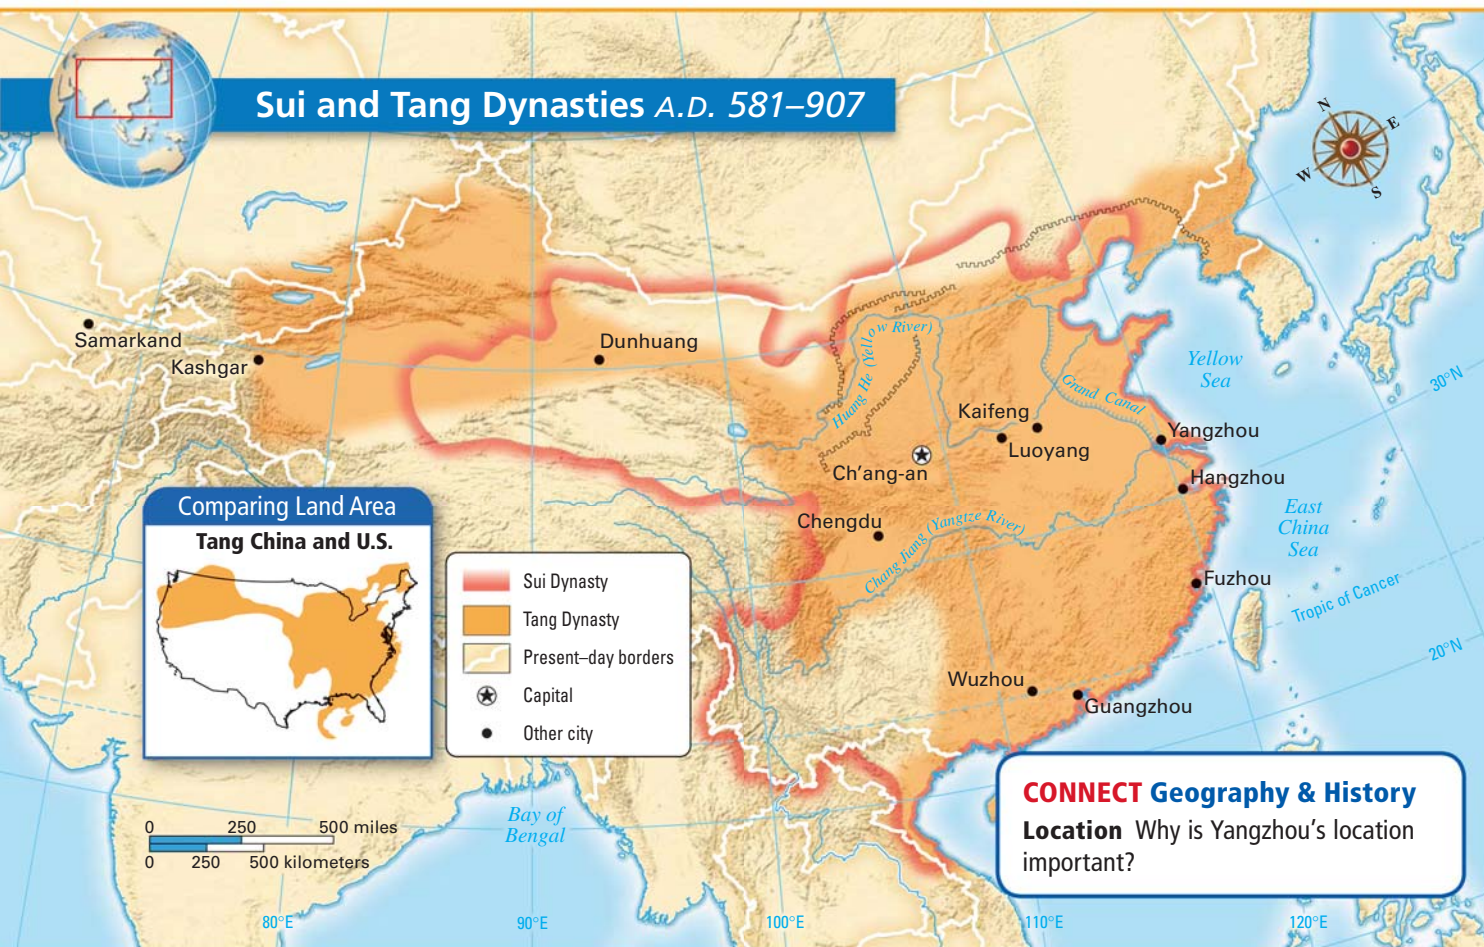 Sui and Tang Dynasties A.D. 581–907
N
E
W
S
Samarkand
Kashgar
Dunhuang
Huang He (Yellow River)
Grand Canal
Yellow
Sea
30°N
Kaifeng
Luoyang
Yangzhou
Ch'ang-an
Hangzhou
Chengdu
Chang Jiang (Yangtze River)
East
China
Sea
Fuzhou
Tropic of Cancer
20°N
Wuzhou
Guangzhou
Comparing Land Area
Tang China and U.S.
Sui Dynasty
Tang Dynasty
Present–day borders
Capital
Other city
Bay of
Bengal
0 250 500 miles
0 250 500 kilometers
80°E
90°E
100°E
110°E
120°E
CONNECT Geography & History
Location Why is Yangzhou's location
important?